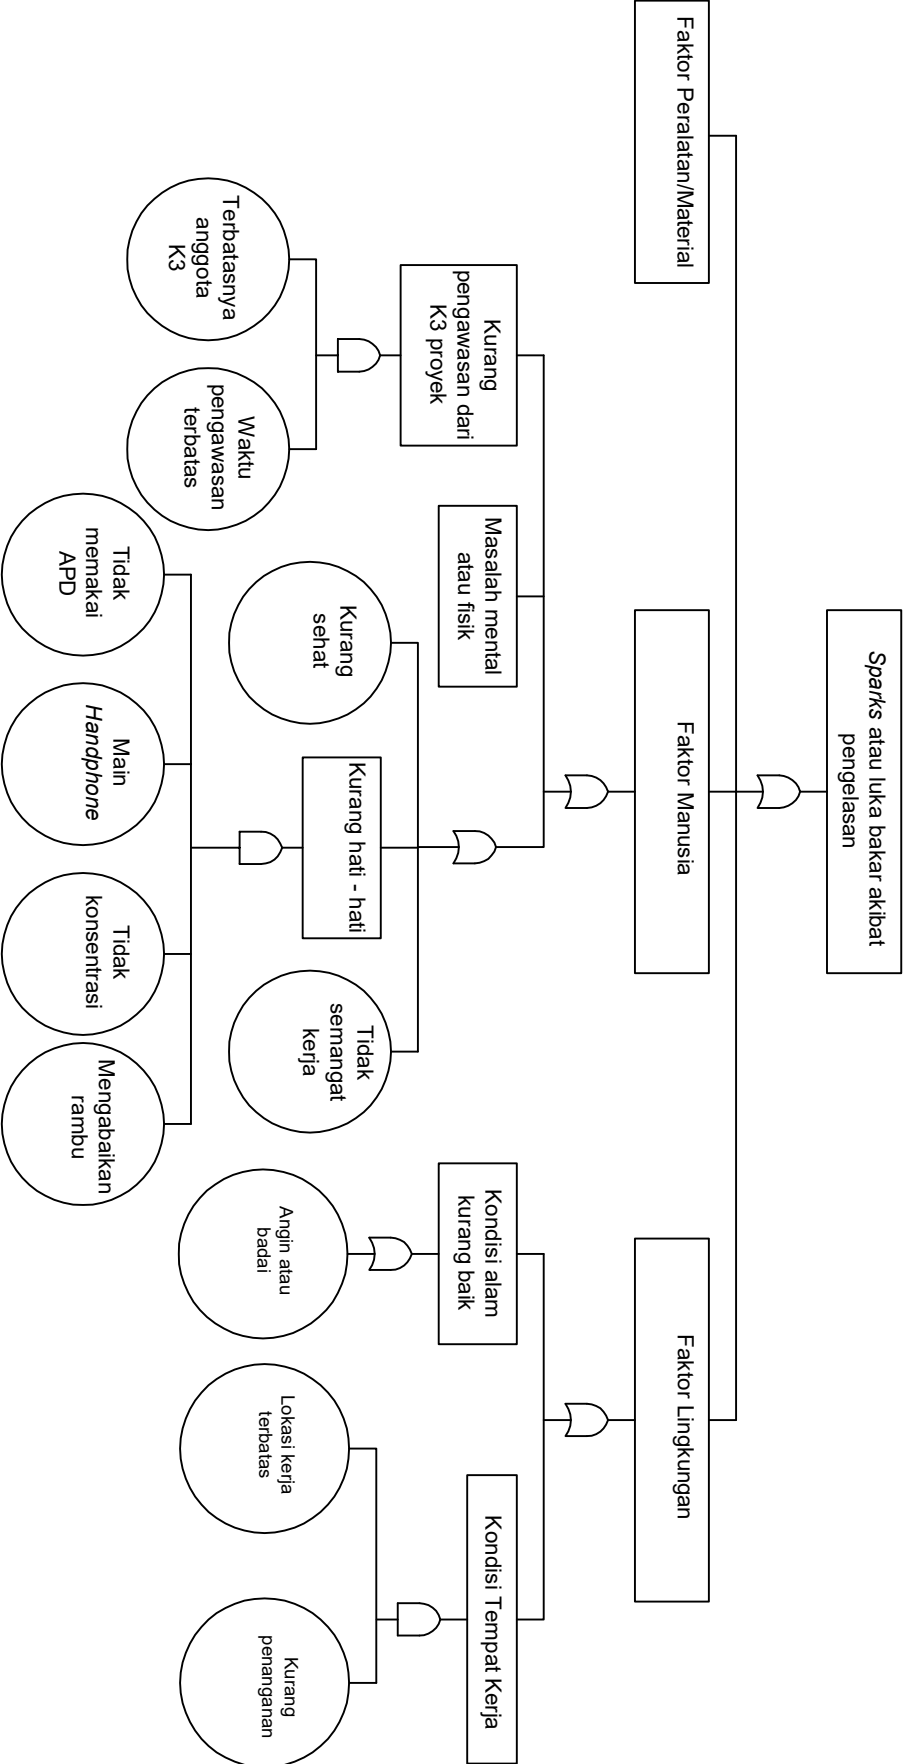 Sparks atau luka bakar akibat
pengelasan
Faktor Peralatan/Material
Faktor Manusia
Faktor Lingkungan
Kurang
pengawasan dari
K3 proyek
Masalah mental
atau fisik
Kondisi alam
kurang baik
Kondisi Tempat Kerja
Terbatasnya
anggota
K3
Waktu
pengawasan
terbatas
Kurang
sehat
Kurang hati - hati
Tidak
semangat
kerja
Angin atau
badai
Lokasi kerja
terbatas
Kurang
penanganan
Tidak
memakai
APD
Main
Handphone
Tidak
konsentrasi
Mengabaikan
rambu